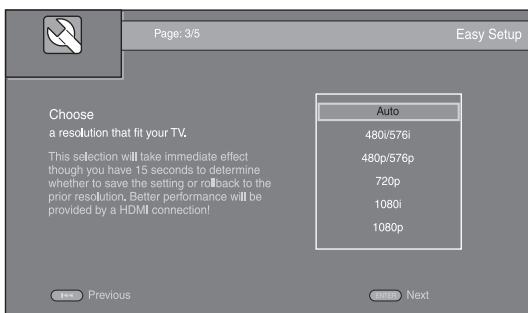 Page: 3/5
Easy Setup
Choose
a resolution that fit your TV.
This selection will take immediate effect
though you have 15 seconds to determine
whether to save the setting or rollback to the
prior resolution. Better performance will be
provided by a HDMI connection!
Auto
480i/576i
480p/576p
720p
1080i
1080p
Previous
ENTER Next